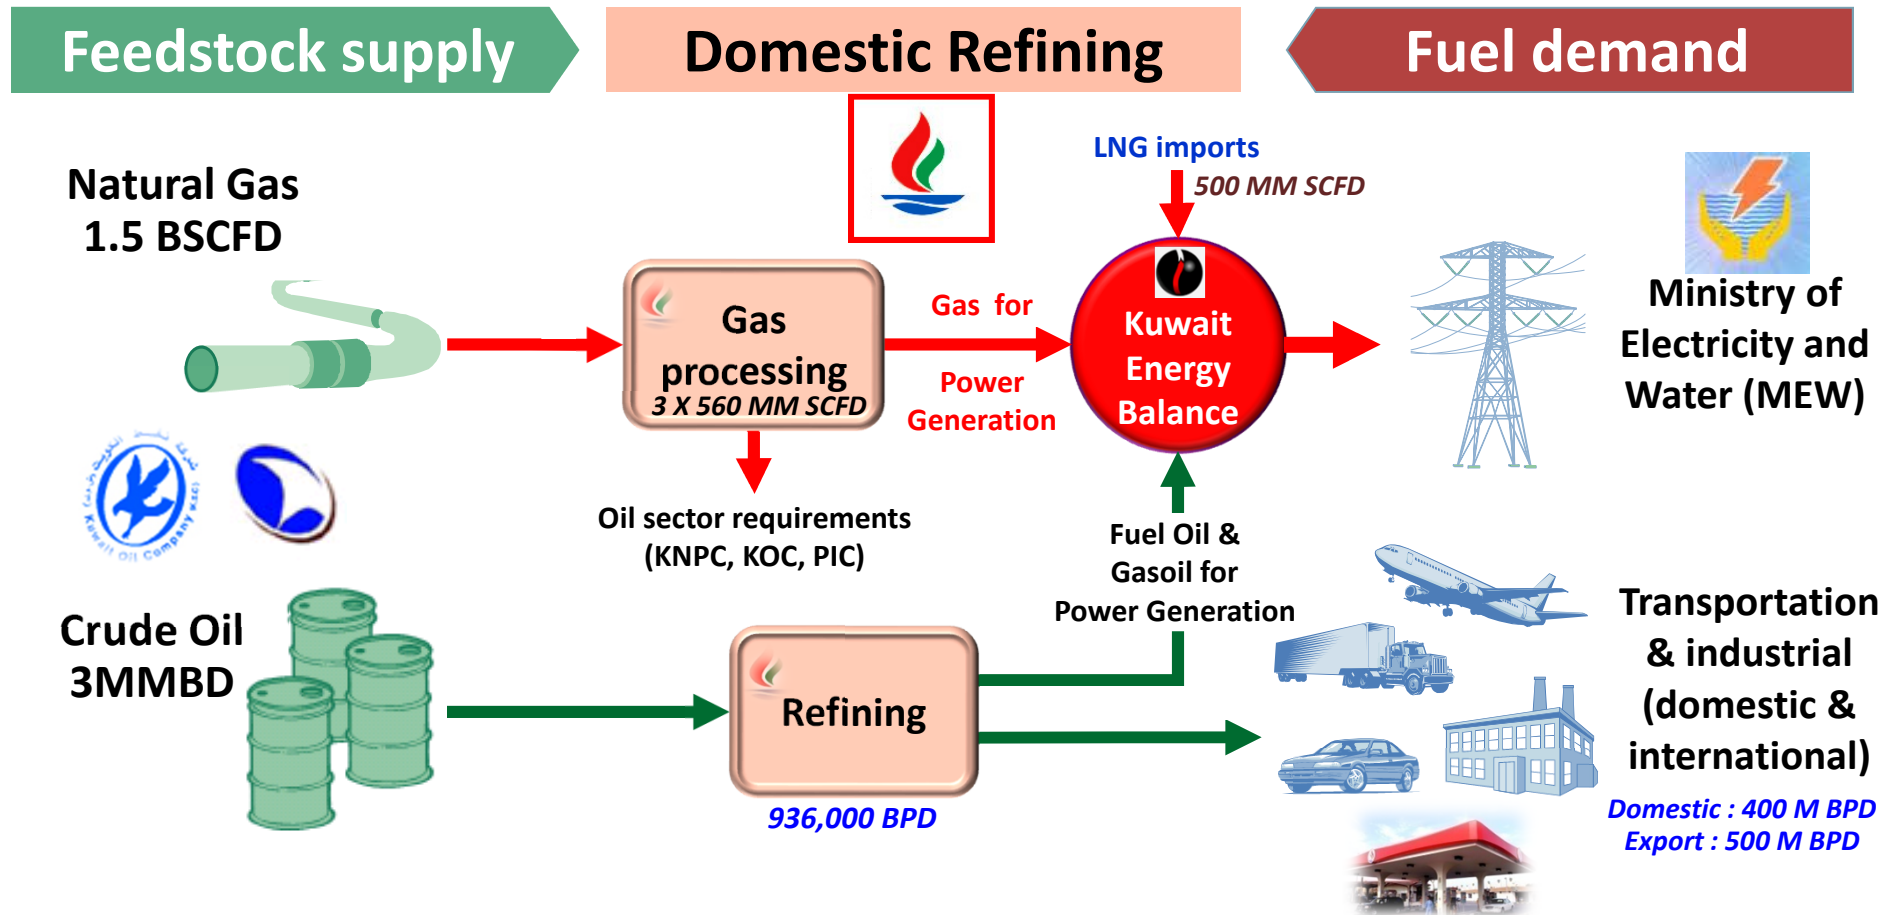 Feedstock supply
Domestic Refining
Fuel demand
Natural Gas
1.5 BSCFD
LNG imports
500 MM SCFD
Gas
processing
3 X 560 MM SCFD
Gas for
Power
Generation
Kuwait
Energy
Balance
Ministry of
Electricity and
Water (MEW)
Oil sector requirements
(KNPC, KOC, PIC)
Kuwait Oil Company
Fuel Oil &
Gasoil for
Power Generation
Crude Oil
3MMBD
Refining
936,000 BPD
Transportation
& industrial
(domestic &
international)
Domestic : 400 M BPD
Export : 500 M BPD